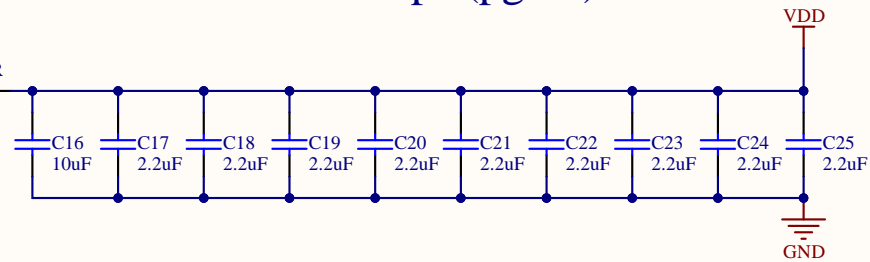 VDD
C16 C17 C18 C19 C20 C21 C22 C23 C24 C25
10uF 2.2uF 2.2uF 2.2uF 2.2uF 2.2uF 2.2uF 2.2uF 2.2uF 2.2uF
GND